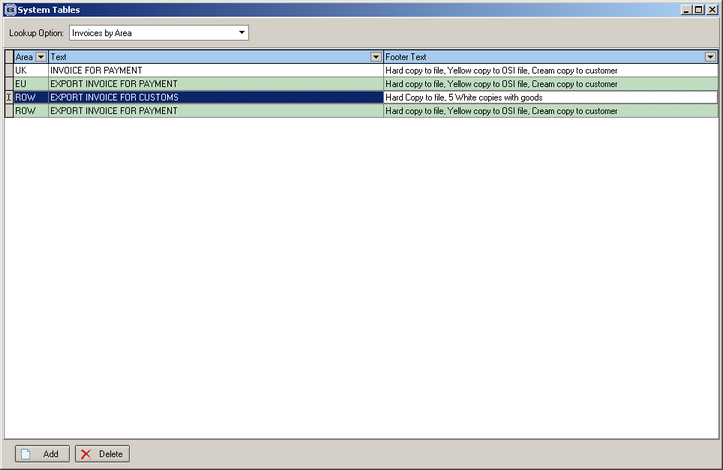 System Tables
Lookup Option: Invoices by Area
Area Text Footer Text
UK INVOICE FOR PAYMENT Hard copy to file, Yellow copy to OSI file, Cream copy to customer
EU EXPORT INVOICE FOR PAYMENT Hard copy to file, Yellow copy to OSI file, Cream copy to customer
ROW EXPORT INVOICE FOR CUSTOMS Hard Copy to file, 5 White copies with goods
ROW EXPORT INVOICE FOR PAYMENT Hard copy to file, Yellow copy to OSI file, Cream copy to customer
Add Delete